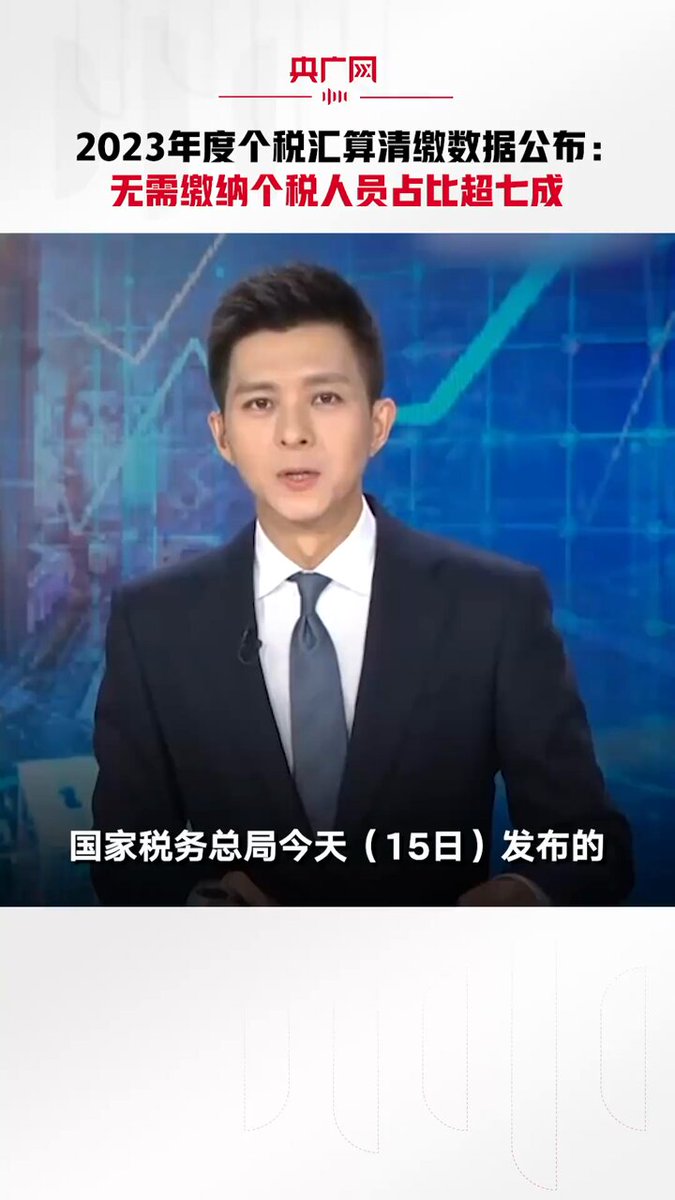 央广网
2023年度个税汇算清缴数据公布：
无需缴纳个税人员占比超七成
国家税务总局今天（15日）发布的